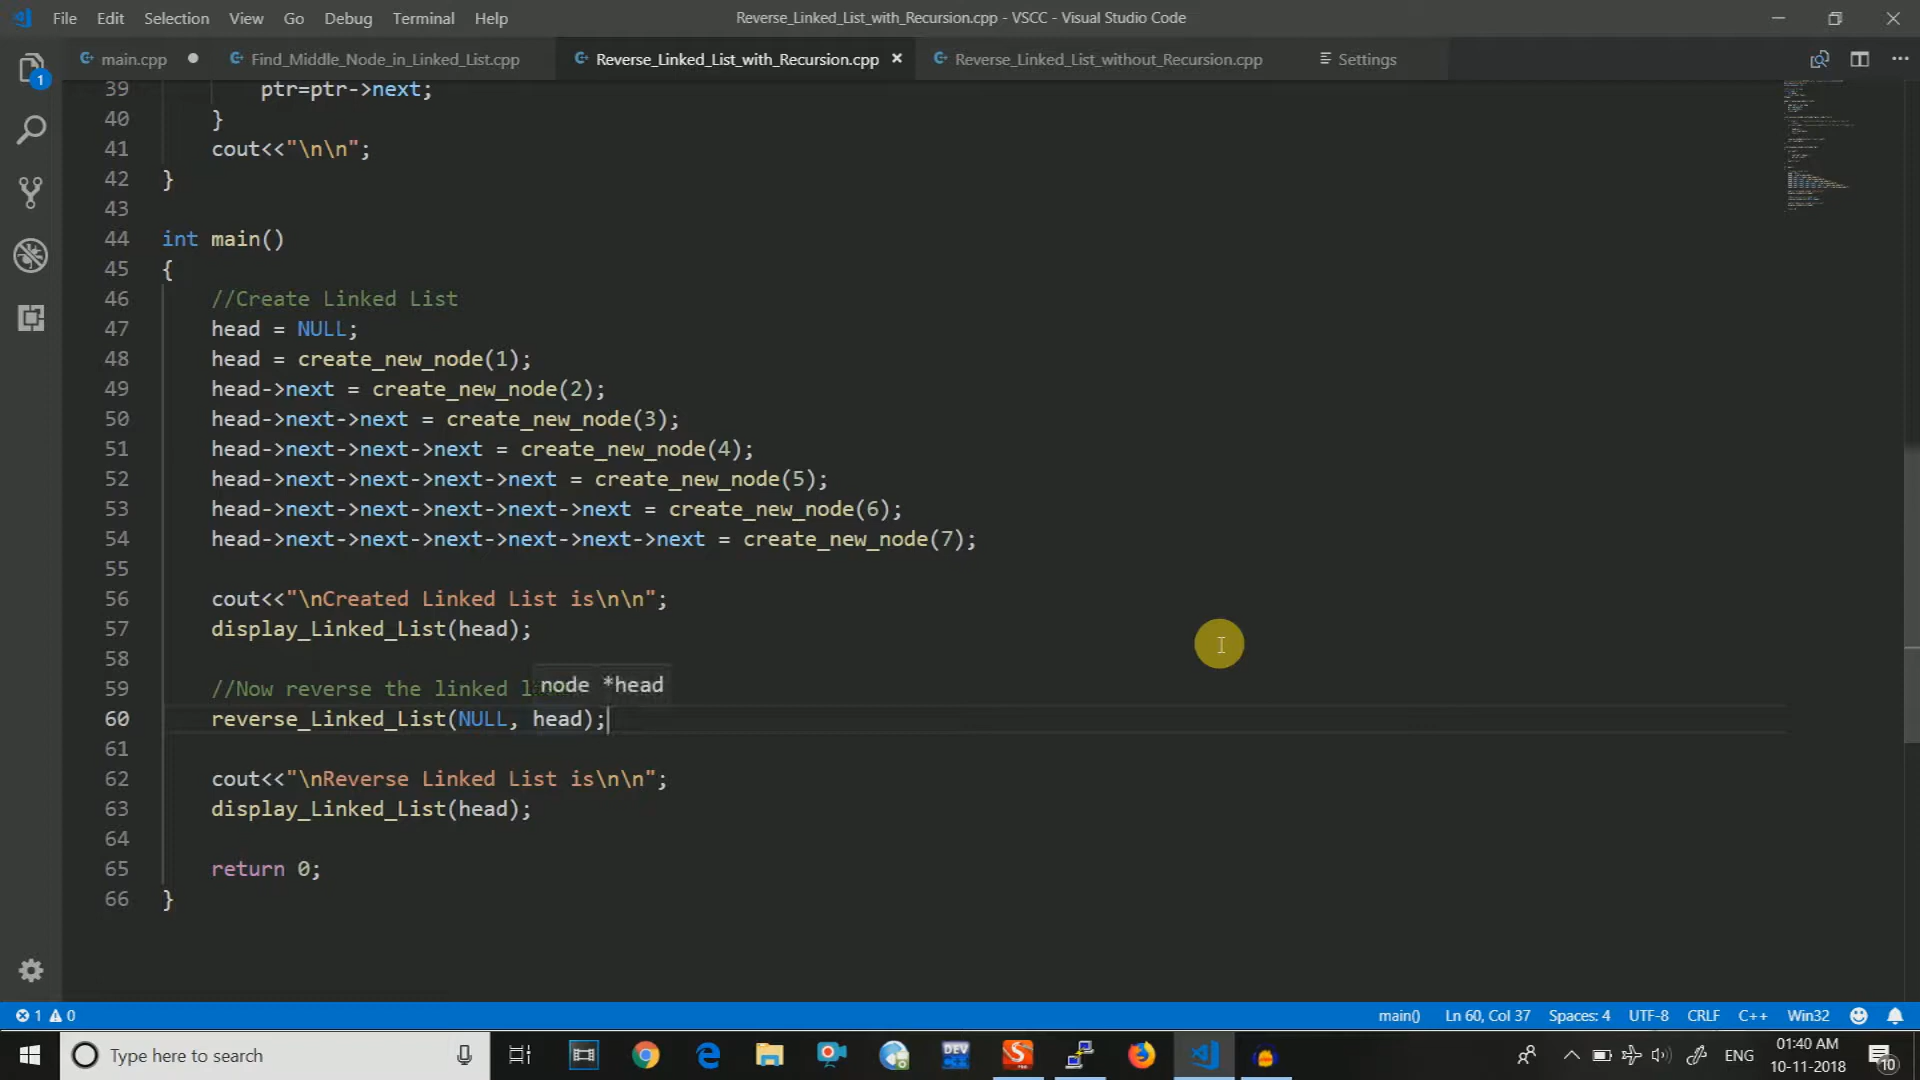 File Edit Selection View Go Debug Terminal Help
Reverse_Linked_List_with_Recursion.cpp - VSCC - Visual Studio Code
main.cpp
Find_Middle_Node_in_Linked_List.cpp
Reverse_Linked_List_with_Recursion.cpp
Reverse_Linked_List_without_Recursion.cpp
Settings
1
39 ptr=ptr->next;
40 }
41 cout<<"\n\n";
42 }
43
44 int main()
45 {
46 //Create Linked List
47 head = NULL;
48 head = create_new_node(1);
49 head->next = create_new_node(2);
50 head->next->next = create_new_node(3);
51 head->next->next->next = create_new_node(4);
52 head->next->next->next->next = create_new_node(5);
53 head->next->next->next->next->next = create_new_node(6);
54 head->next->next->next->next->next->next = create_new_node(7);
55
56 cout<<"\nCreated Linked List is\n\n";
57 display_Linked_List(head);
58
59 //Now reverse the linked l
node *head
60 reverse_Linked_List(NULL, head);
61
62 cout<<"\nReverse Linked List is\n\n";
63 display_Linked_List(head);
64
65 return 0;
66 }
1 0
main() Ln 60, Col 37 Spaces: 4 UTF-8 CRLF C++ Win32
Type here to search
DEV
ENG
01:40 AM
10-11-2018
10